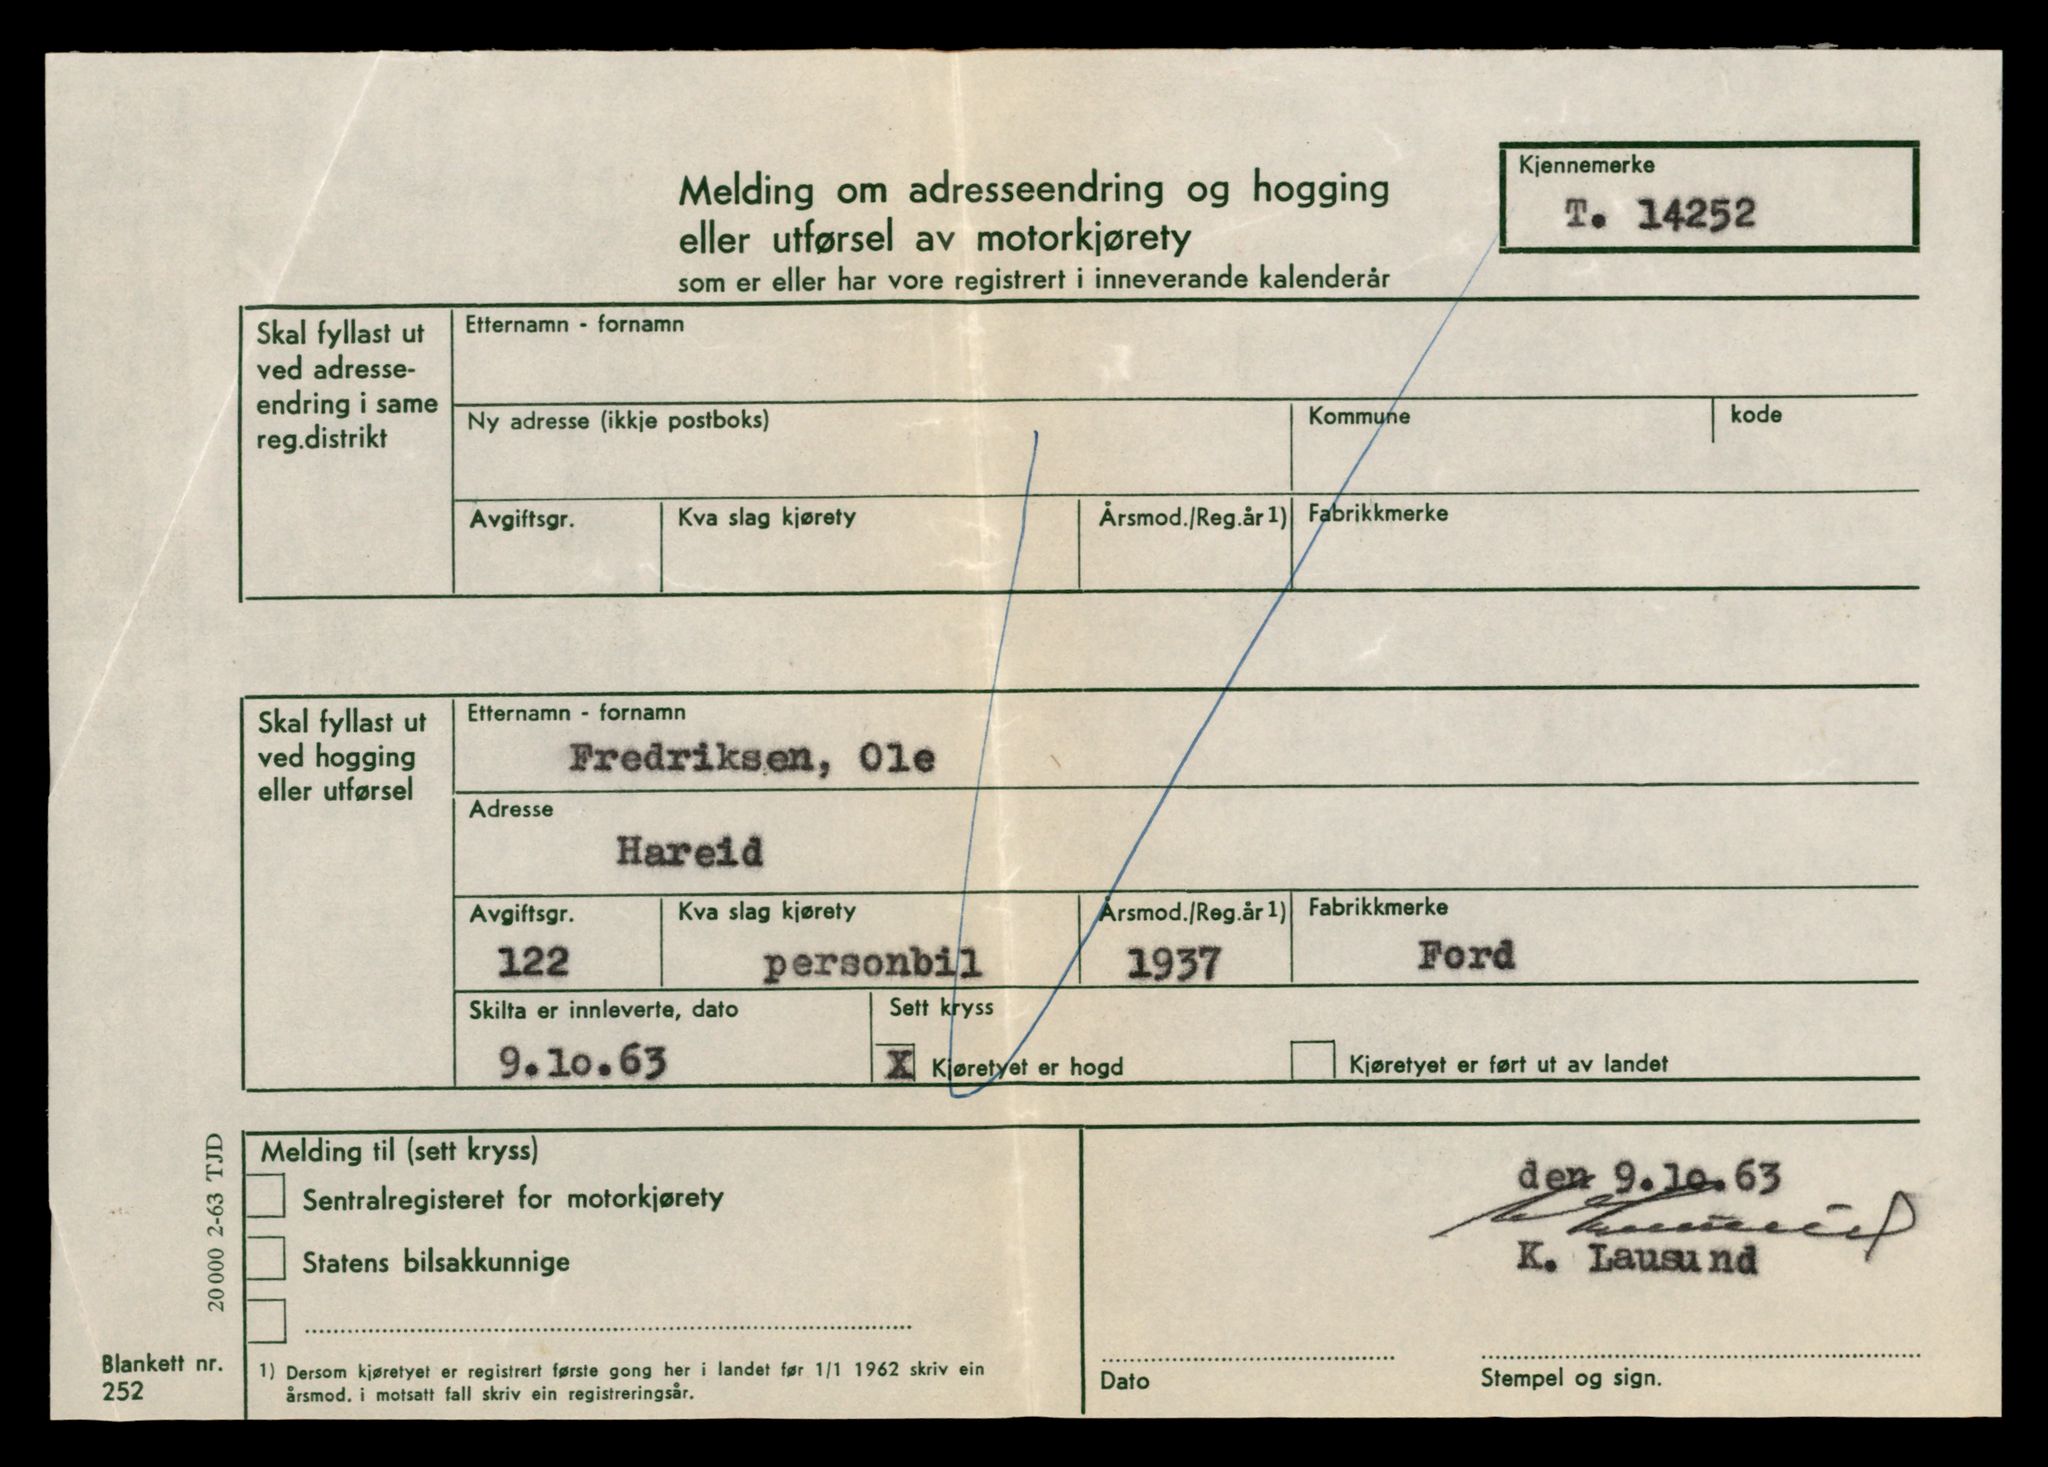 Kjennemerke
T. 14252
Melding om adresseendring og hogging
eller utførsel av motorkjørety
som er eller har vore registrert i inneverande kalenderår
Skal fyllast ut
ved adresse-
endring i same
reg.distrikt
Etternamn - fornamn
Ny adresse (ikkje postboks)
Kommune
kode
Avgiftsgr.
Kva slag kjørety
Årsmod./Reg.år 1)
Fabrikkmerke
Skal fyllast ut
ved hogging
eller utførsel
Etternamn - fornamn
Fredriksen, Ole
Adresse
Hareid
Avgiftsgr.
122
Kva slag kjørety
personbil
Årsmod./Reg.år 1)
1937
Fabrikkmerke
Ford
Skilta er innleverte, dato
9.1o.63
Sett kryss
X Kjøretyet er hogd
Kjøretyet er ført ut av landet
Melding til (sett kryss)
Sentralregisteret for motorkjørety
Statens bilsakkunnige
den 9.1o.63
K. Lausund
Dato
Stempel og sign.
1) Dersom kjøretyet er registrert første gong her i landet før 1/1 1962 skriv ein
årsmod. i motsatt fall skriv ein registreringsår.
20000 2-63 TJD
Blankett nr.
252